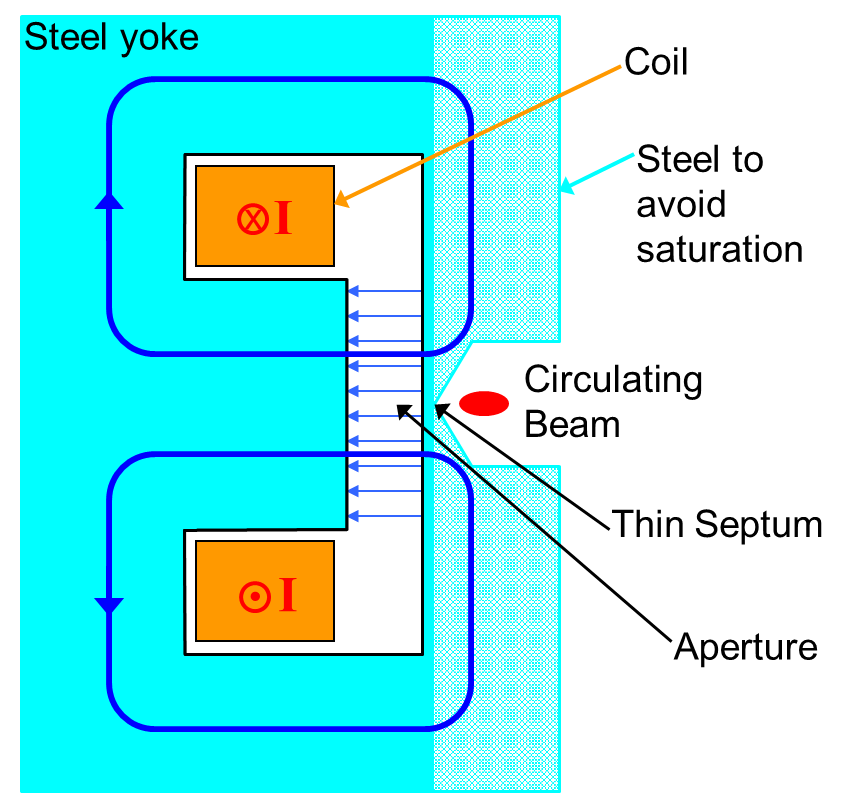 Steel yoke
Coil
Steel to
avoid
saturation
⊗I
Circulating
Beam
Thin Septum
⊙I
Aperture